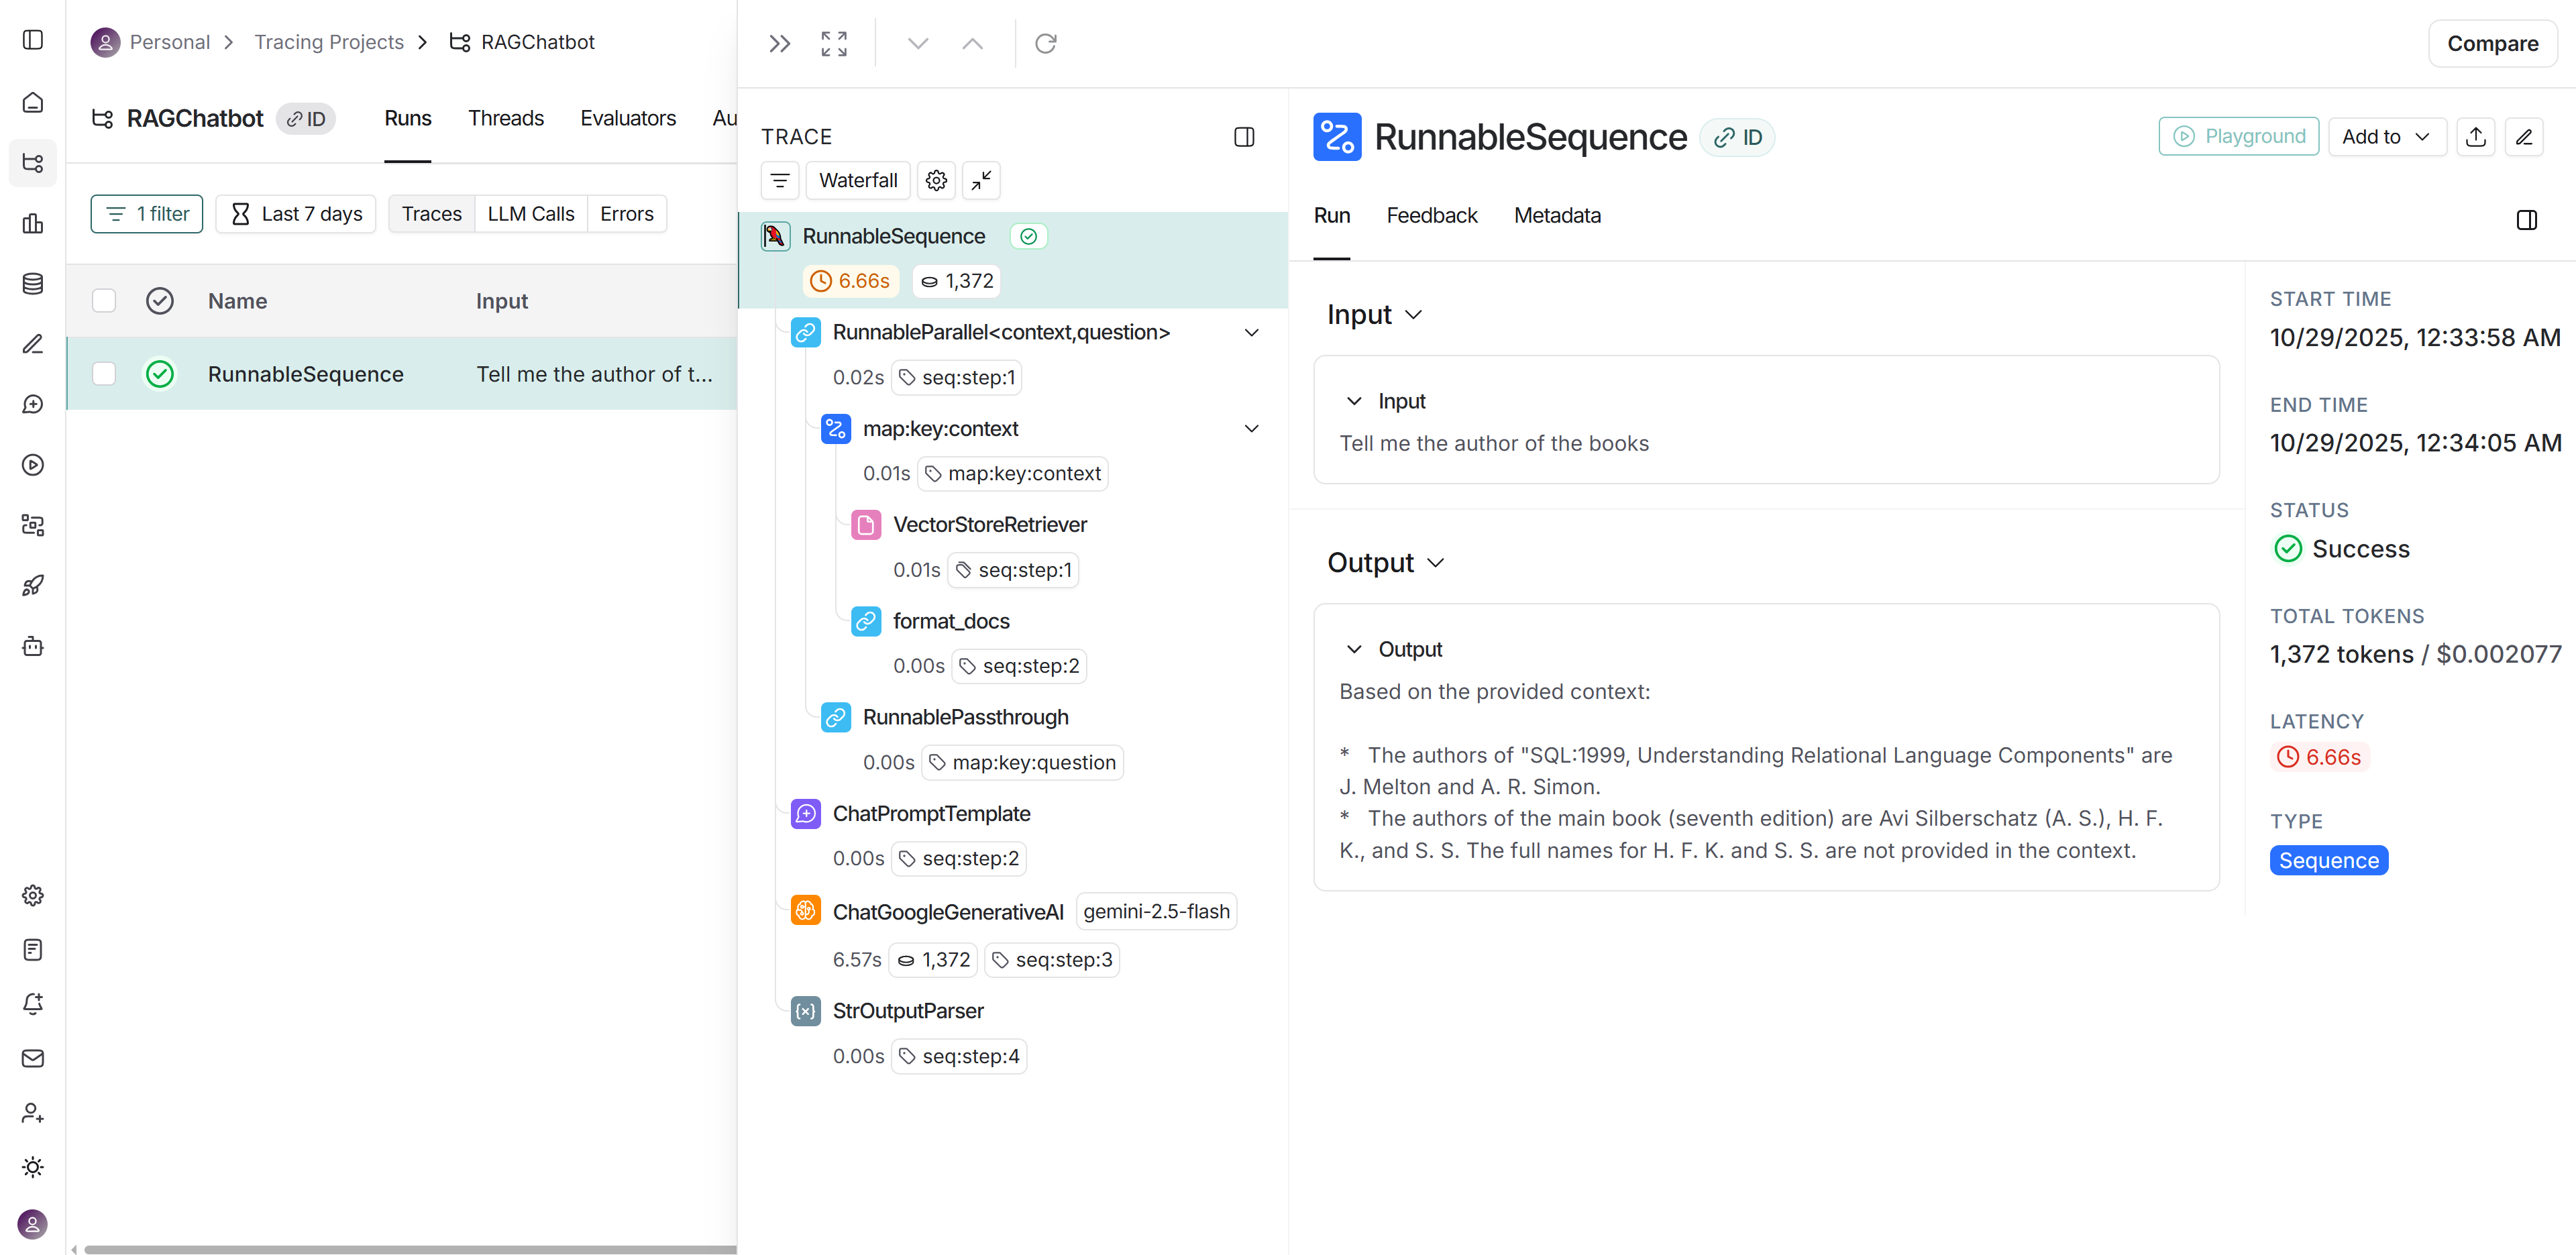 Personal > Tracing Projects > RAGChatbot
Compare
RAGChatbot ID Runs Threads Evaluators Au
1 filter Last 7 days Traces LLM Calls Errors
Name Input
RunnableSequence Tell me the author of t...
TRACE
Waterfall
RunnableSequence
6.66s 1,372
RunnableParallel<context,question>
0.02s seq:step:1
map:key:context
0.01s map:key:context
VectorStoreRetriever
0.01s seq:step:1
format_docs
0.00s seq:step:2
RunnablePassthrough
0.00s map:key:question
ChatPromptTemplate
0.00s seq:step:2
ChatGoogleGenerativeAI gemini-2.5-flash
6.57s 1,372 seq:step:3
StrOutputParser
0.00s seq:step:4
RunnableSequence ID
Playground Add to
Run Feedback Metadata
Input
Input
Tell me the author of the books
Output
Output
Based on the provided context:
* The authors of "SQL:1999, Understanding Relational Language Components" are
J. Melton and A. R. Simon.
* The authors of the main book (seventh edition) are Avi Silberschatz (A. S.), H. F.
K., and S. S. The full names for H. F. K. and S. S. are not provided in the context.
START TIME
10/29/2025, 12:33:58 AM
END TIME
10/29/2025, 12:34:05 AM
STATUS
Success
TOTAL TOKENS
1,372 tokens / $0.002077
LATENCY
6.66s
TYPE
Sequence